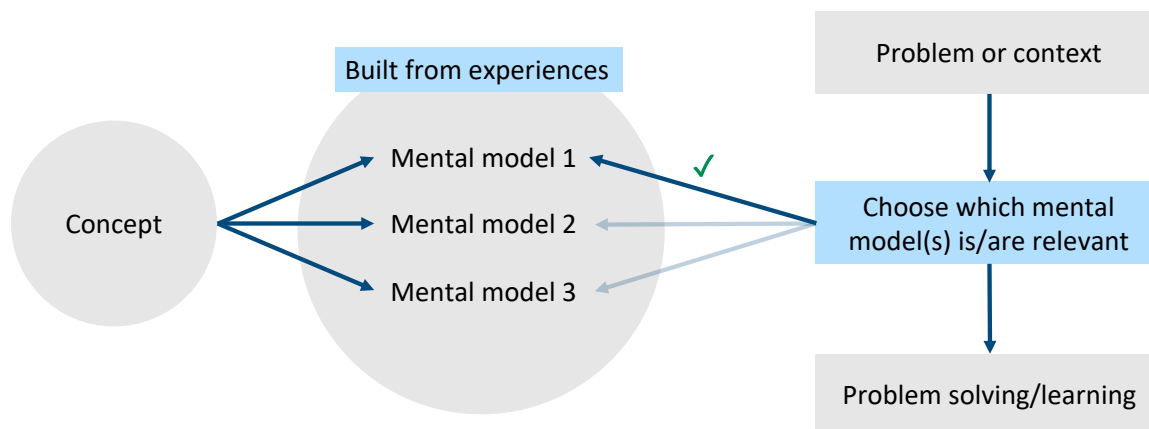 Problem or context
Built from experiences
Mental model 1
Concept
Mental model 2
Mental model 3
Choose which mental
model(s) is/are relevant
Problem solving/learning